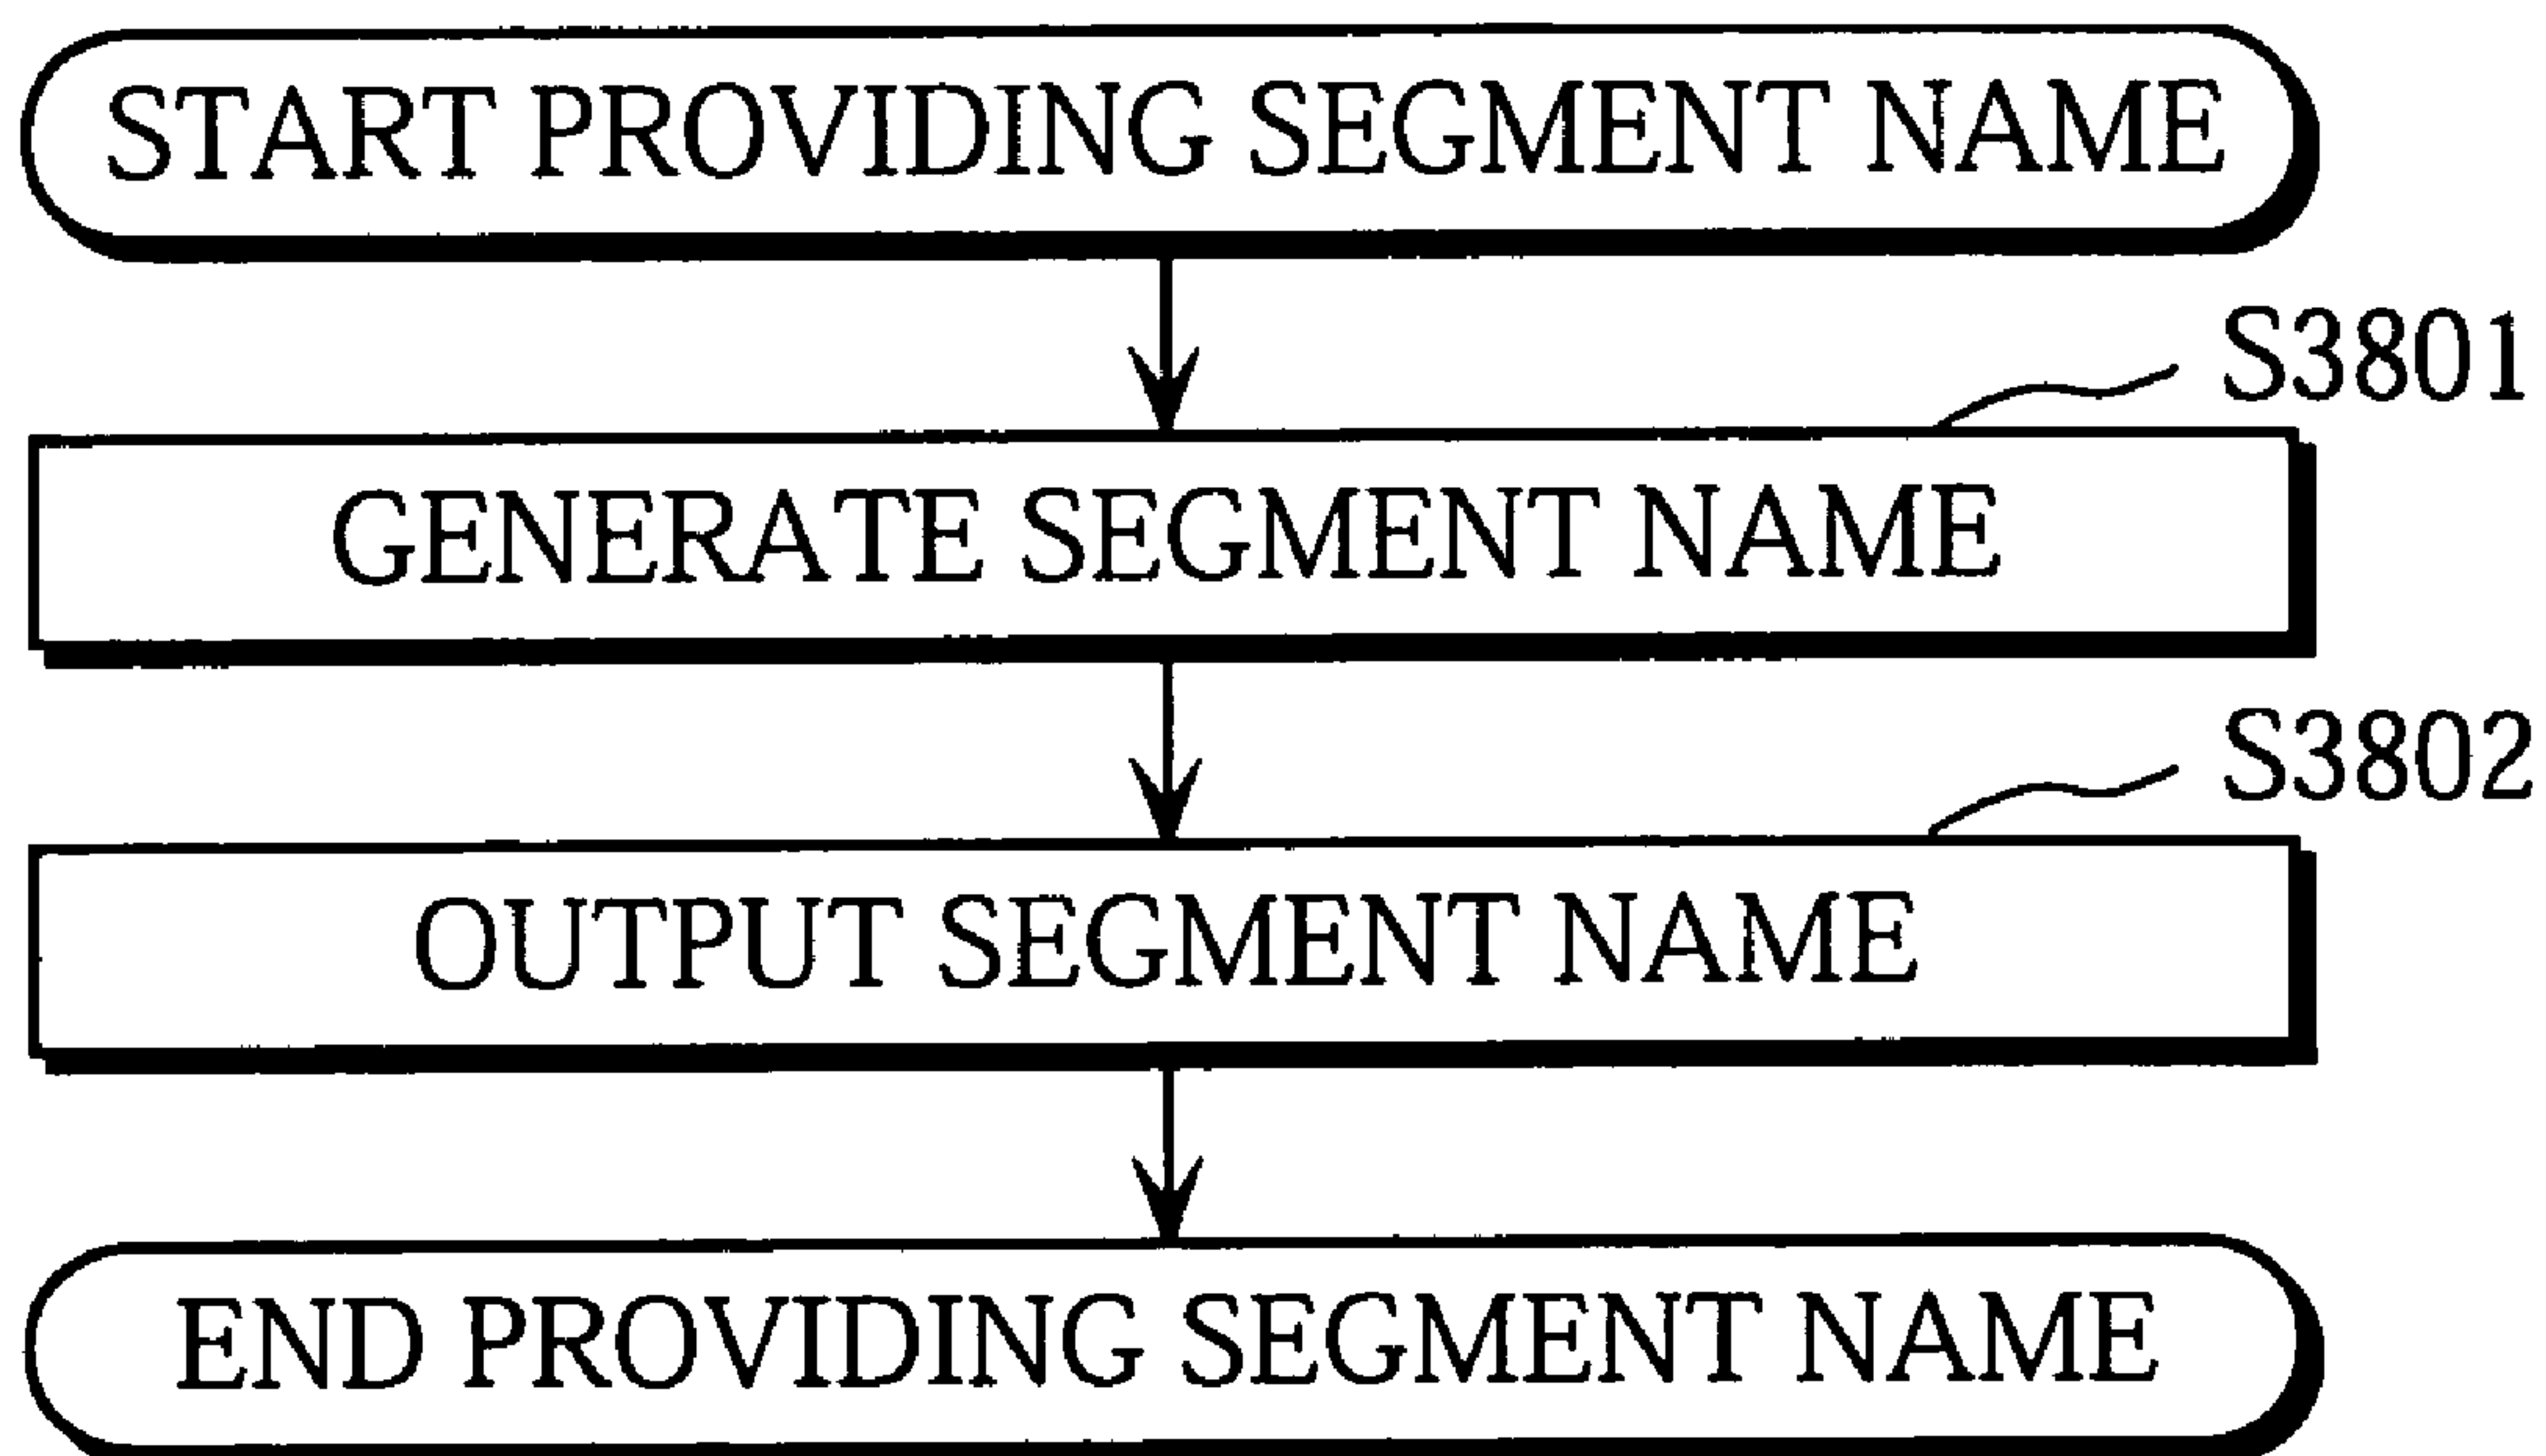 START PROVIDING SEGMENT NAME
S3801
GENERATE SEGMENT NAME
S3802
OUTPUT SEGMENT NAME
END PROVIDING SEGMENT NAME